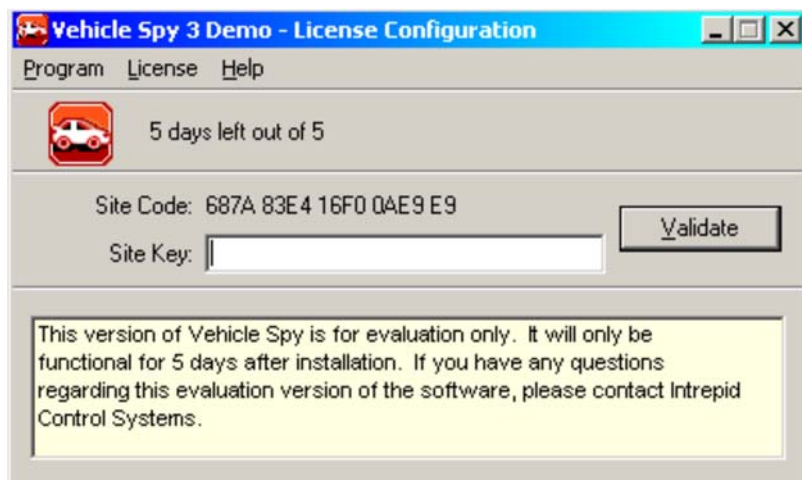 Vehicle Spy 3 Demo - License Configuration
Program License Help
5 days left out of 5
Site Code: 687A 83E4 16F0 0AE9 E9
Site Key:
Validate
This version of Vehicle Spy is for evaluation only. It will only be
functional for 5 days after installation. If you have any questions
regarding this evaluation version of the software, please contact Intrepid
Control Systems.